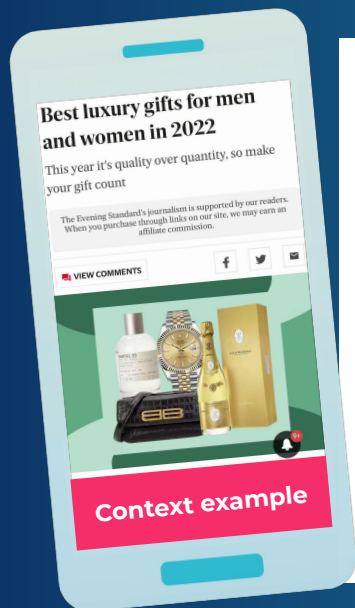 Best luxury gifts for men
and women in 2022
This year it's quality over quantity, so make
your gift count
The Evening Standard's journalism is supported by our readers.
When you purchase through links on our site, we may earn an
affiliate commission.
VIEW COMMENTS
9+
Context example